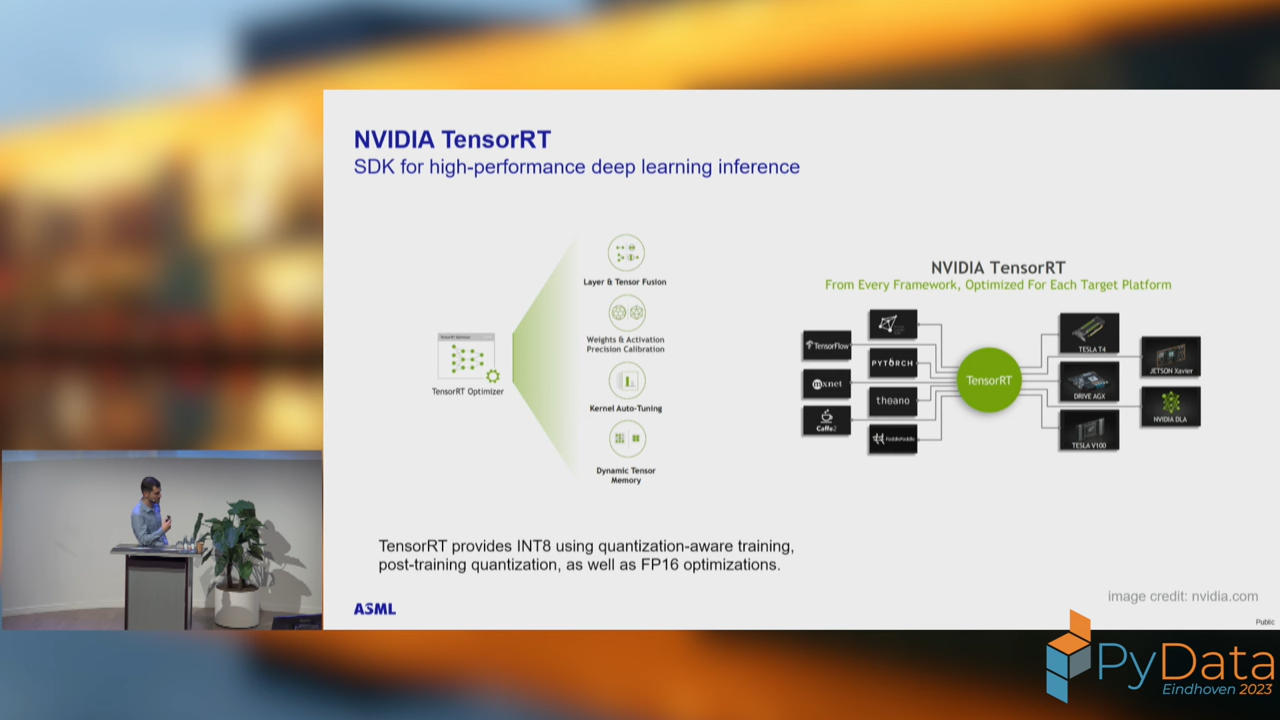 NVIDIA TensorRT
SDK for high-performance deep learning inference
TensorRT Optimizer
Layer & Tensor Fusion
Weights & Activation
Precision Calibration
Kernel Auto-Tuning
Dynamic Tensor
Memory
NVIDIA TensorRT
From Every Framework, Optimized For Each Target Platform
TensorFlow
PYTORCH
mxnet
theano
Caffe2
PaddlePaddle
TensorRT
TESLA T4
JETSON Xavier
DRIVE AGX
NVIDIA DLA
TESLA V100
TensorRT provides INT8 using quantization-aware training,
post-training quantization, as well as FP16 optimizations.
image credit: nvidia.com
ASML
Public
PyData
Eindhoven 2023